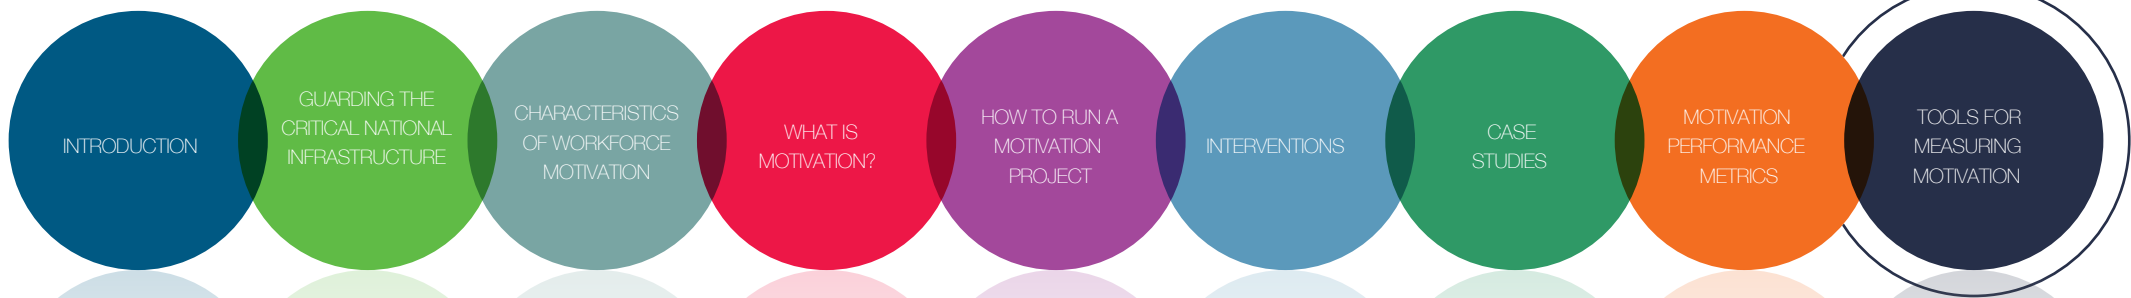 INTRODUCTION
GUARDING THE
CRITICAL NATIONAL
INFRASTRUCTURE
CHARACTERISTICS
OF WORKFORCE
MOTIVATION
WHAT IS
MOTIVATION?
HOW TO RUN A
MOTIVATION
PROJECT
INTERVENTIONS
CASE
STUDIES
MOTIVATION
PERFORMANCE
METRICS
TOOLS FOR
MEASURING
MOTIVATION